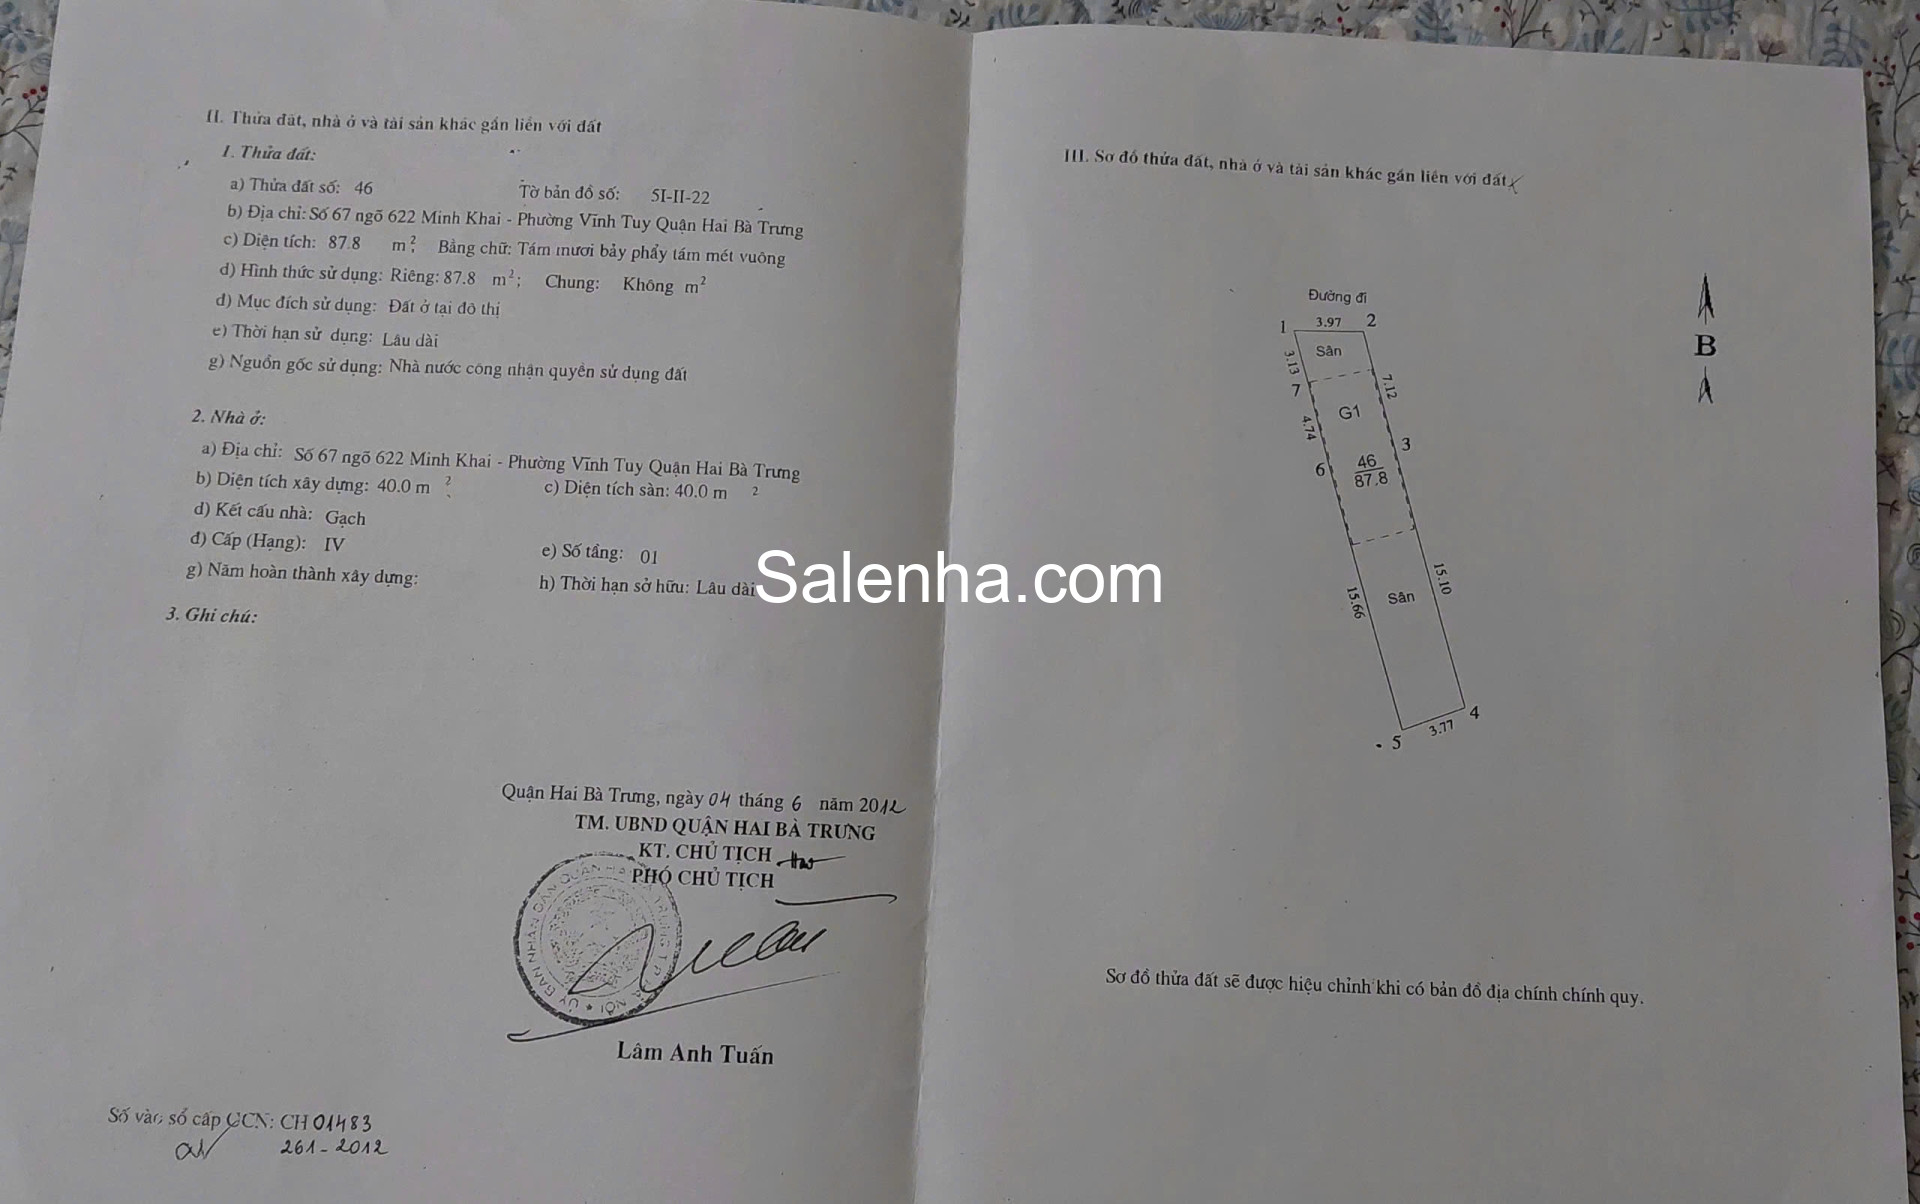 II. Thửa đất, nhà ở và tài sản khác gắn liền với đất
1. Thửa đất:
a) Thửa đất số: 46 Tờ bản đồ số: 5I-II-22
b) Địa chỉ: Số 67 ngõ 622 Minh Khai - Phường Vĩnh Tuy Quận Hai Bà Trưng
c) Diện tích: 87.8 m²; Bằng chữ: Tám mươi bảy phẩy tám mét vuông
d) Hình thức sử dụng: Riêng: 87.8 m²; Chung: Không m²
đ) Mục đích sử dụng: Đất ở tại đô thị
e) Thời hạn sử dụng: Lâu dài
g) Nguồn gốc sử dụng: Nhà nước công nhận quyền sử dụng đất
2. Nhà ở:
a) Địa chỉ: Số 67 ngõ 622 Minh Khai - Phường Vĩnh Tuy Quận Hai Bà Trưng
b) Diện tích xây dựng: 40.0 m² c) Diện tích sàn: 40.0 m²
d) Kết cấu nhà: Gạch
đ) Cấp (Hạng): IV e) Số tầng: 01
g) Năm hoàn thành xây dựng: h) Thời hạn sở hữu: Lâu dài
3. Ghi chú:
Quận Hai Bà Trưng, ngày 04 tháng 6 năm 2012
TM. UBND QUẬN HAI BÀ TRƯNG
KT. CHỦ TỊCH
PHÓ CHỦ TỊCH
ỦY BAN NHÂN DÂN QUẬN HAI BÀ TRƯNG T.P HÀ NỘI
Lâm Anh Tuấn
Số vào sổ cấp GCN: CH 01483
261 - 2012
Salenha.com
III. Sơ đồ thửa đất, nhà ở và tài sản khác gắn liền với đất
Đường đi
1 3.97 2
Sân
3.13
7.12
7
G1
4.74
3
6
46
87.8
15.10
15.66
Sân
4
3.77
5
B
Sơ đồ thửa đất sẽ được hiệu chỉnh khi có bản đồ địa chính chính quy.